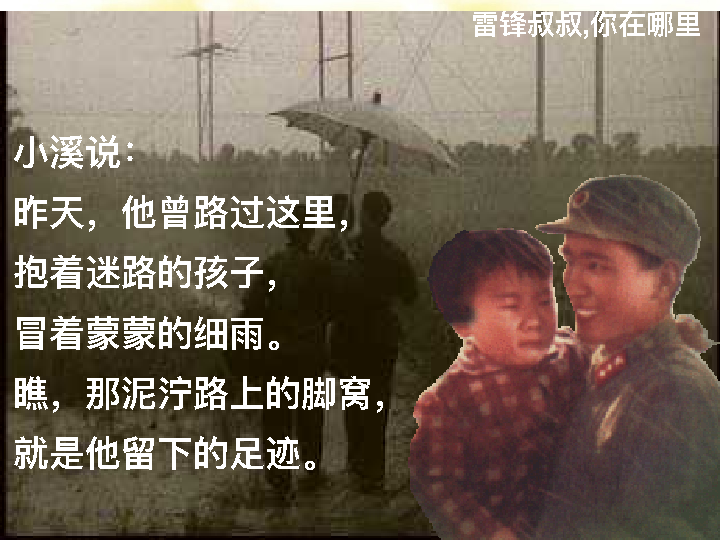 雷锋叔叔,你在哪里
小溪说：
昨天，他曾路过这里，
抱着迷路的孩子，
冒着蒙蒙的细雨。
瞧，那泥泞路上的脚窝，
就是他留下的足迹。